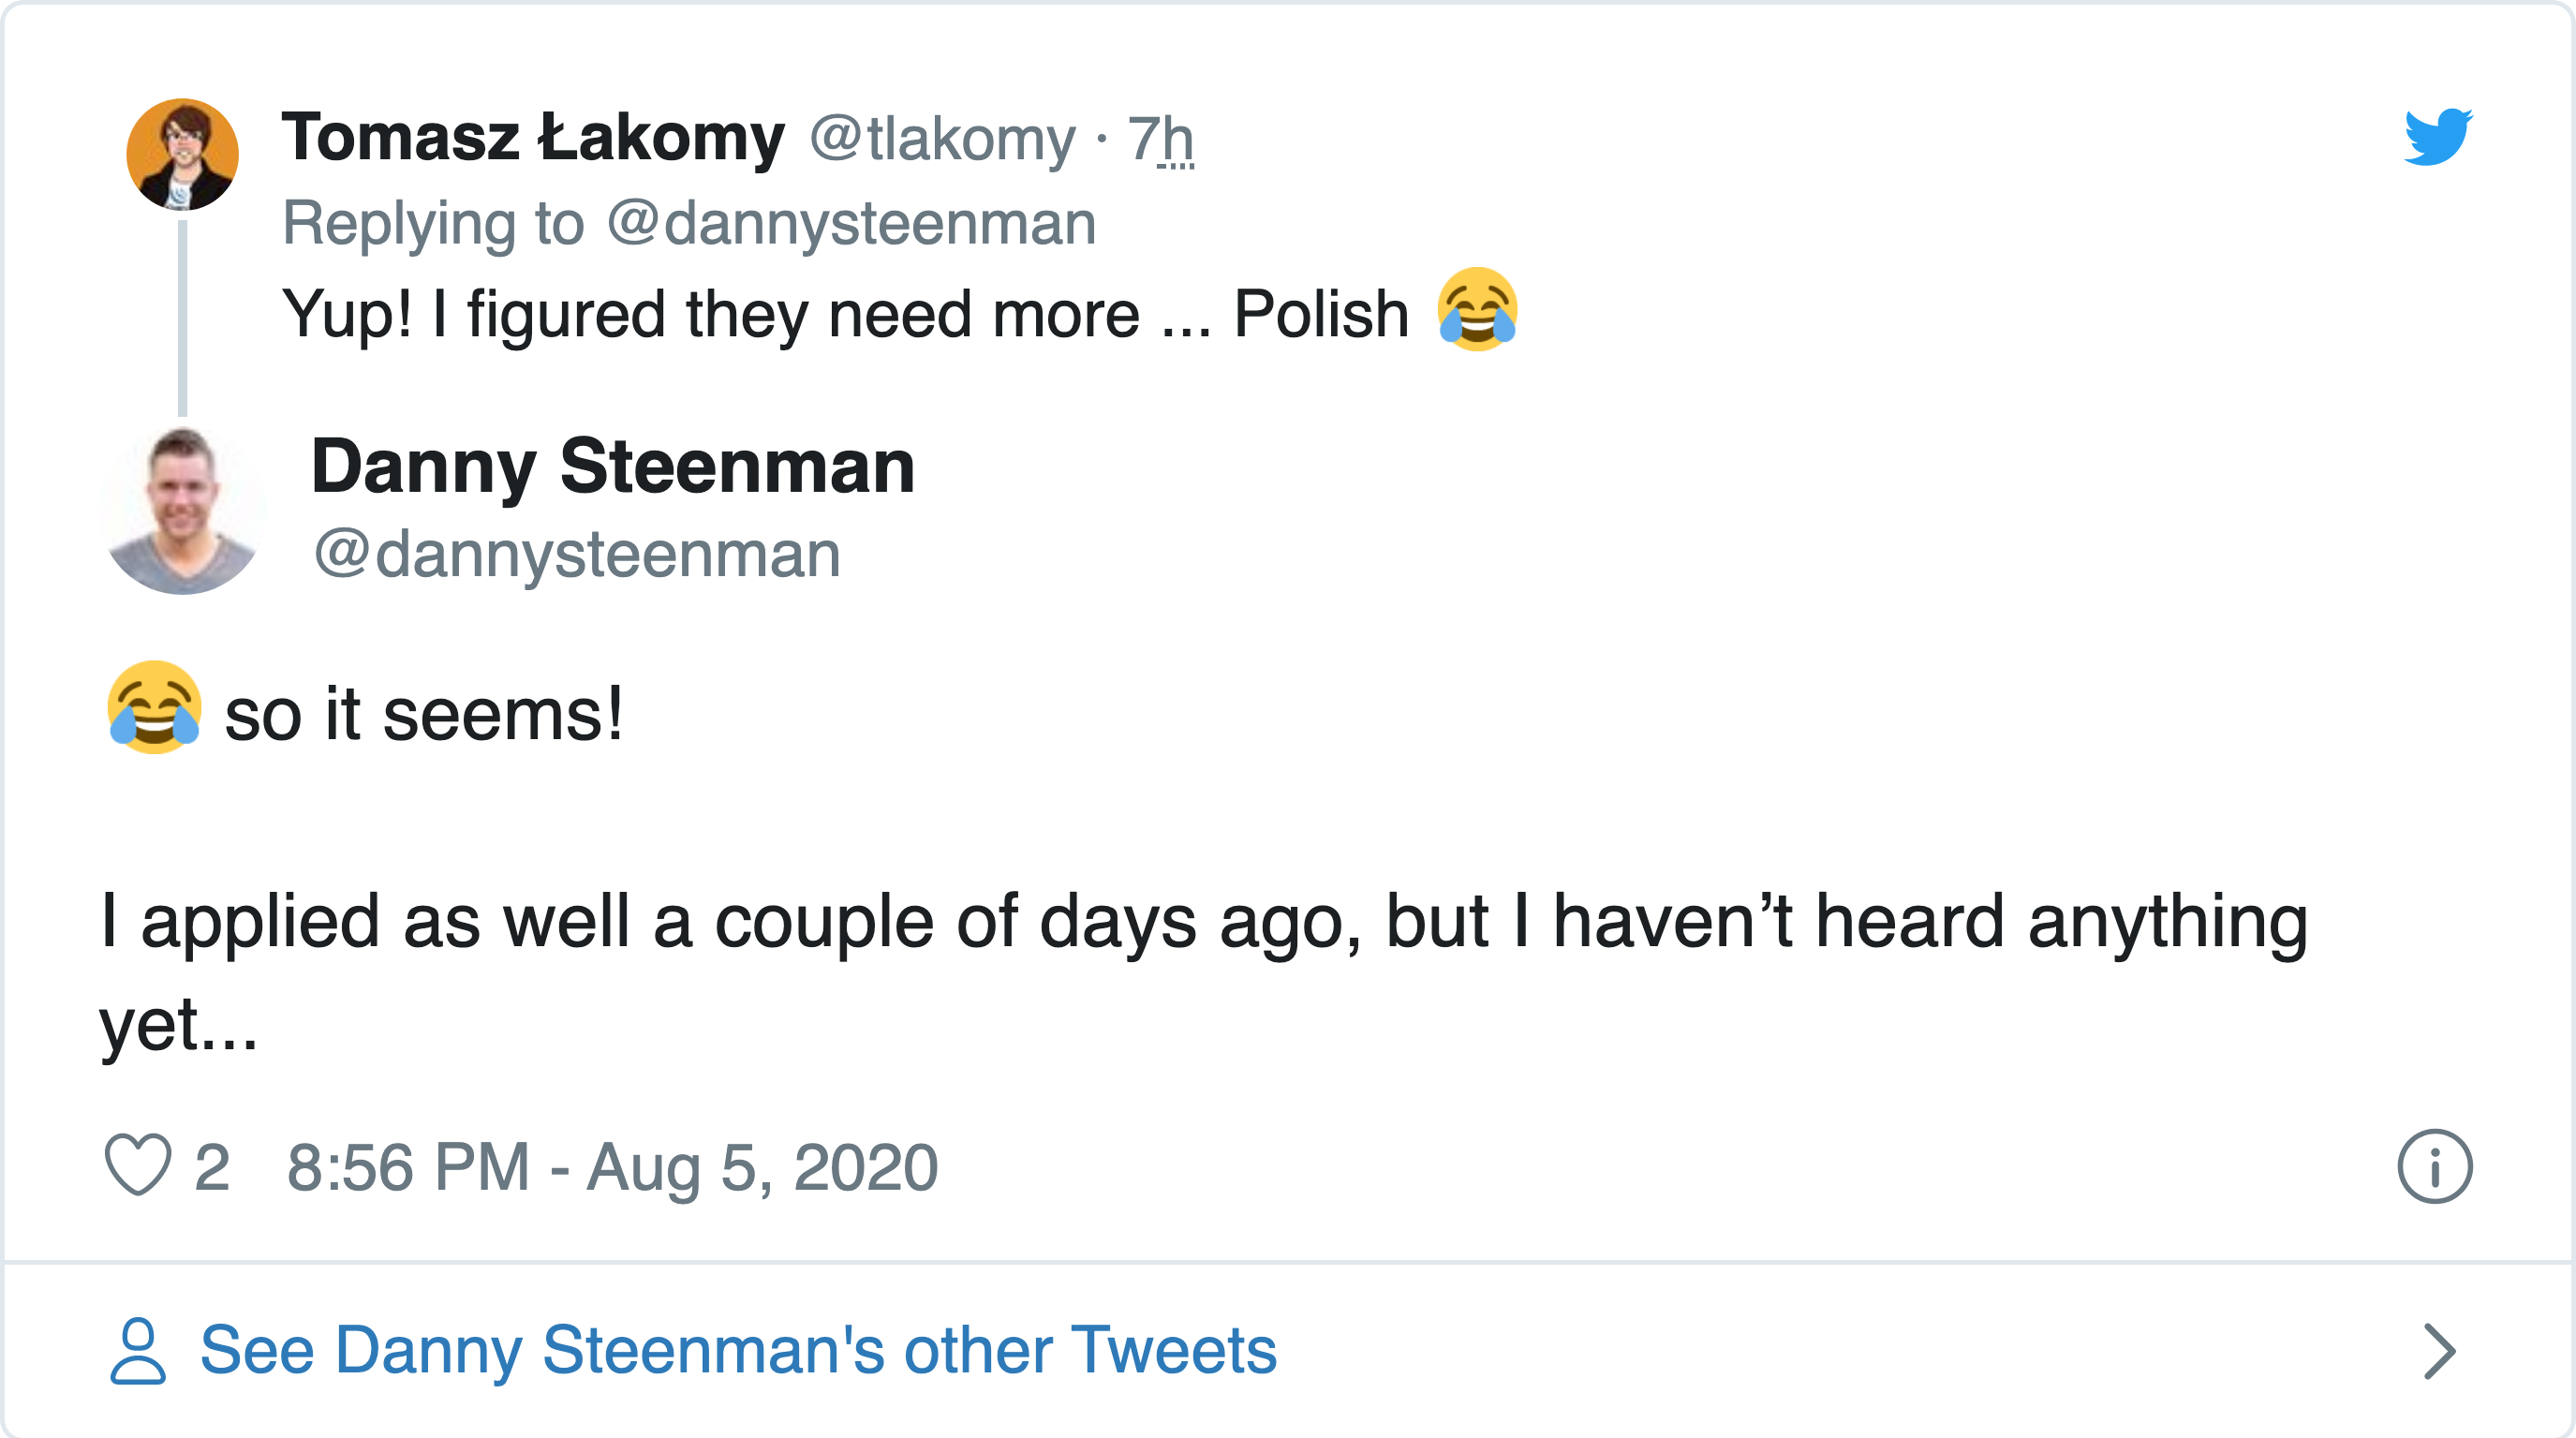 Tomasz Łakomy @tlakomy · 7h
Replying to @dannysteenman
Yup! I figured they need more ... Polish 😂
Danny Steenman
@dannysteenman
😂 so it seems!
I applied as well a couple of days ago, but I haven’t heard anything
yet...
2 8:56 PM - Aug 5, 2020
See Danny Steenman's other Tweets